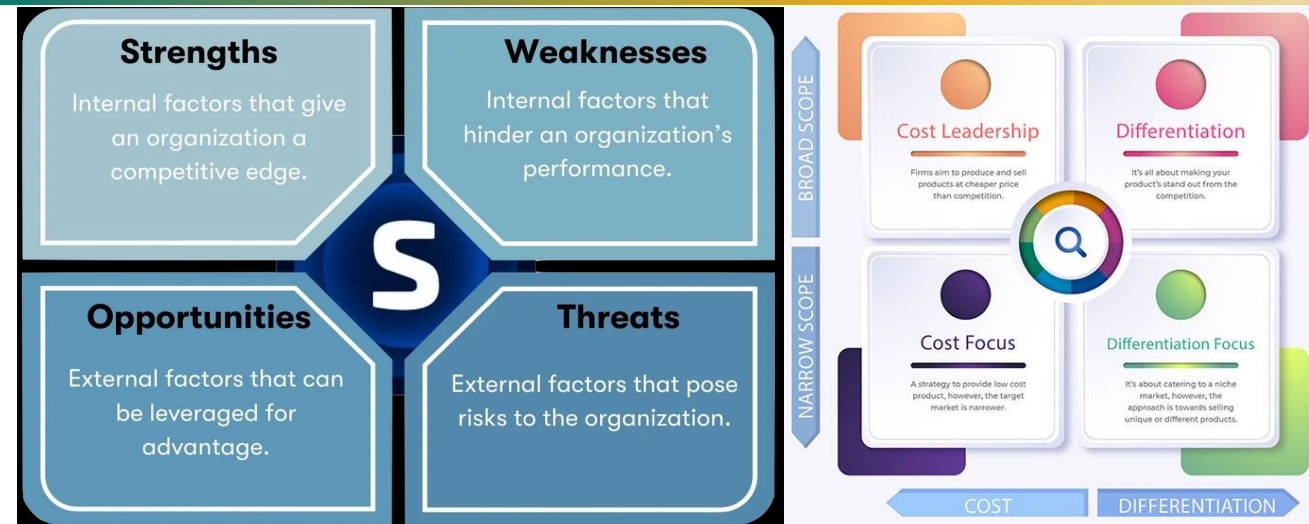 Strengths
Internal factors that give
an organization a
competitive edge.
Weaknesses
Internal factors that
hinder an organization's
performance.
S
Opportunities
External factors that can
be leveraged for
advantage.
Threats
External factors that pose
risks to the organization.
BROAD SCOPE
NARROW SCOPE
Cost Leadership
Firms aim to produce and sell
products at cheaper price
than competition.
Differentiation
It's all about making your
product's stand out from the
competition.
Cost Focus
A strategy to provide low cost
product, however, the target
market is narrower.
Differentiation Focus
It's about catering to a niche
market, however, the
approach is towards selling
unique or different products.
COST
DIFFERENTIATION